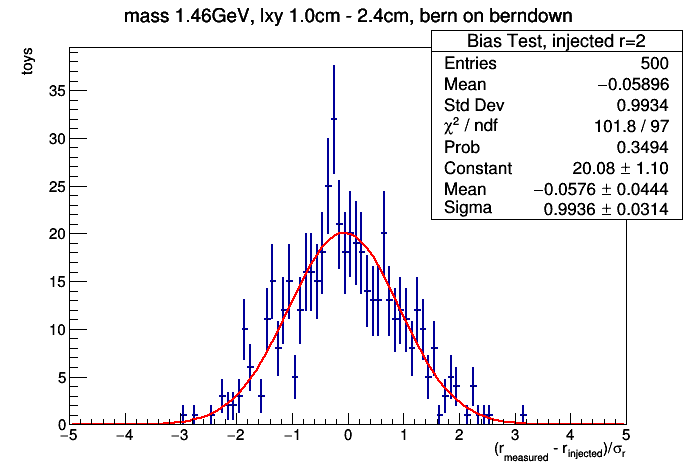 mass 1.46GeV, lxy 1.0cm - 2.4cm, bern on berndown
Bias Test, injected r=2
Entries 500
Mean −0.05896
Std Dev 0.9934
χ² / ndf 101.8 / 97
Prob 0.3494
Constant 20.08 ± 1.10
Mean −0.0576 ± 0.0444
Sigma 0.9936 ± 0.0314
toys
35
30
25
20
15
10
5
0
−5 −4 −3 −2 −1 0 1 2 3 4 5
(r_measured - r_injected)/σ_r